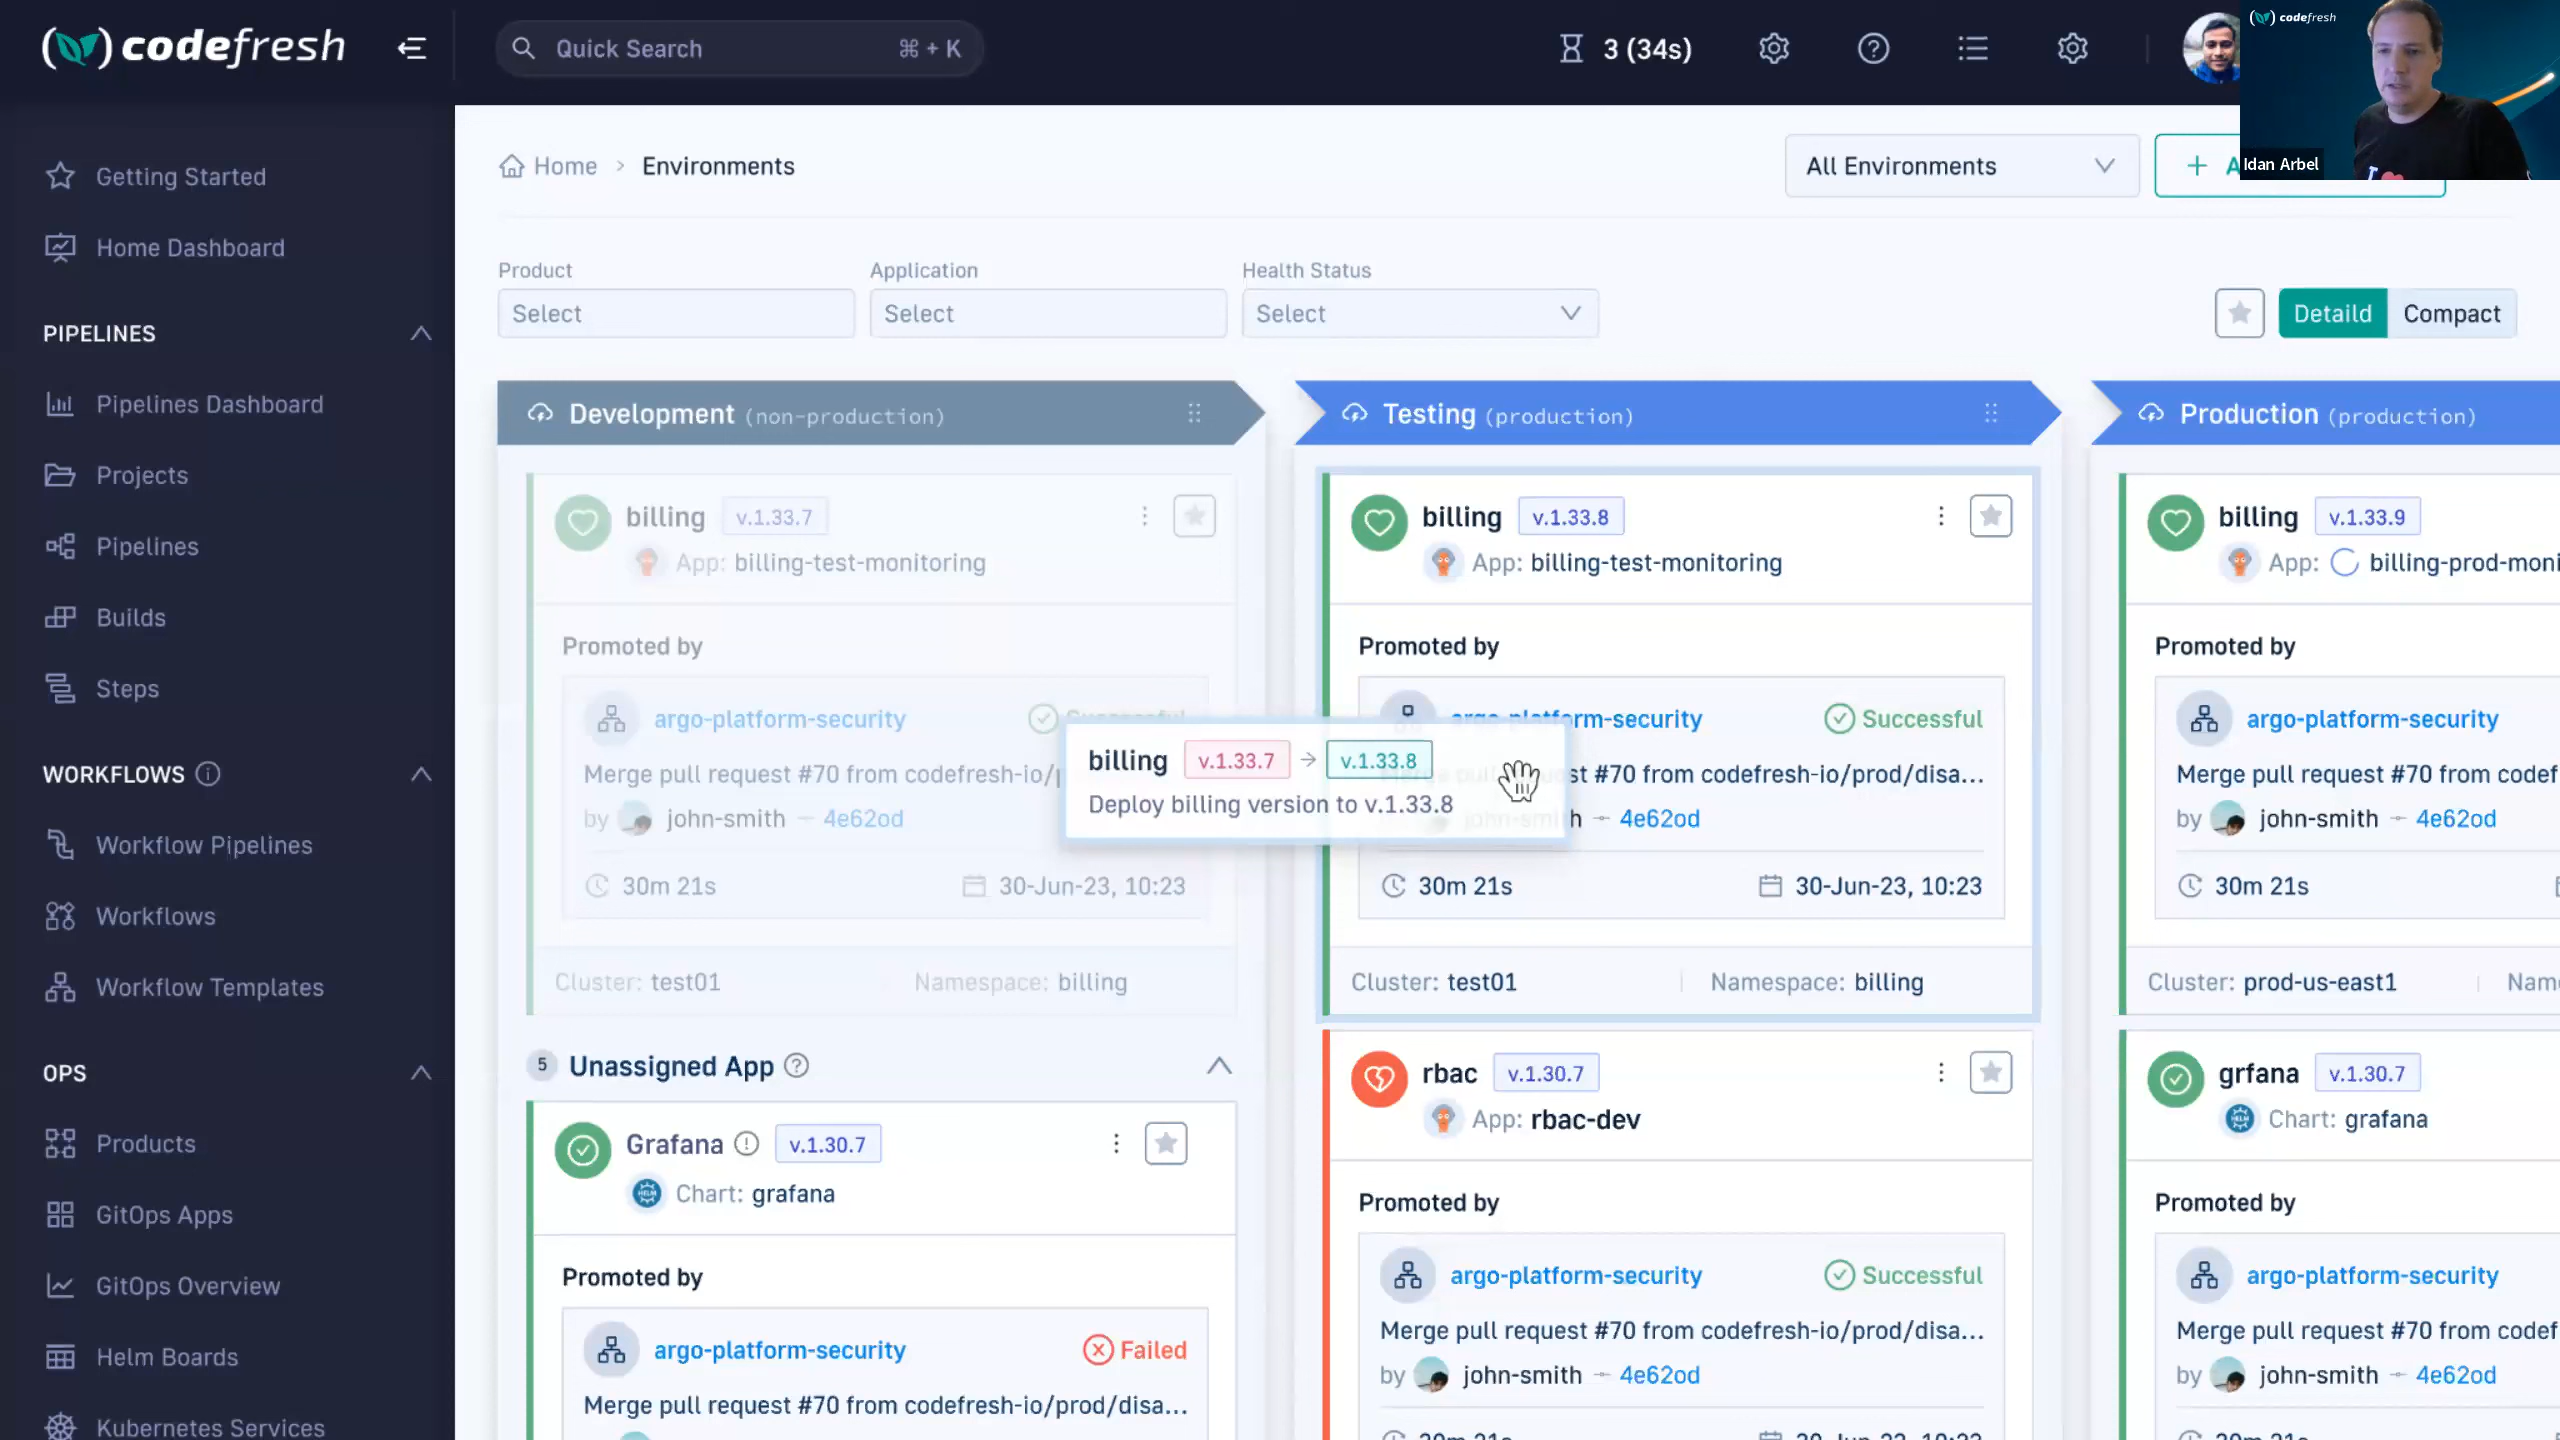 codefresh
Quick Search
⌘ + K
3 (34s)
codefresh
Idan Arbel
Getting Started
Home Dashboard
PIPELINES
Pipelines Dashboard
Projects
Pipelines
Builds
Steps
WORKFLOWS
Workflow Pipelines
Workflows
Workflow Templates
OPS
Products
GitOps Apps
GitOps Overview
Helm Boards
Kubernetes Services
Home > Environments
All Environments
+ A
Product
Select
Application
Select
Health Status
Select
Detaild
Compact
Development (non-production)
billing v.1.33.7
App: billing-test-monitoring
Promoted by
argo-platform-security
Merge pull request #70 from codefresh-io/p
by john-smith 4e62od
30m 21s
30-Jun-23, 10:23
Cluster: test01
Namespace: billing
5 Unassigned App
Grafana v.1.30.7
HELM
Chart: grafana
Promoted by
argo-platform-security
Failed
Merge pull request #70 from codefresh-io/prod/disa...
billing v.1.33.7 → v.1.33.8
Deploy billing version to v.1.33.8
Testing (production)
billing v.1.33.8
App: billing-test-monitoring
Promoted by
argo-platform-security
Successful
st #70 from codefresh-io/prod/disa...
john-smith 4e62od
30m 21s
30-Jun-23, 10:23
Cluster: test01
Namespace: billing
rbac v.1.30.7
App: rbac-dev
Promoted by
argo-platform-security
Successful
Merge pull request #70 from codefresh-io/prod/disa...
by john-smith 4e62od
Production (production)
billing v.1.33.9
App: billing-prod-moni
Promoted by
argo-platform-security
Merge pull request #70 from codef
by john-smith 4e62od
30m 21s
Cluster: prod-us-east1
Nam
grfana v.1.30.7
HELM
Chart: grafana
Promoted by
argo-platform-security
Merge pull request #70 from codef
by john-smith 4e62od